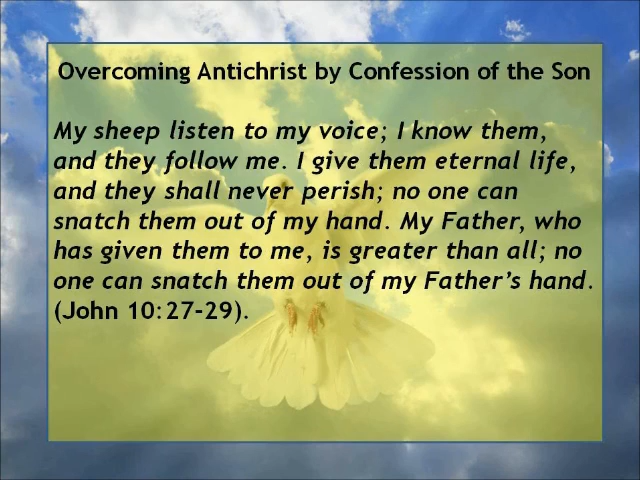 Overcoming Antichrist by Confession of the Son
My sheep listen to my voice; I know them,
and they follow me. I give them eternal life,
and they shall never perish; no one can
snatch them out of my hand. My Father, who
has given them to me, is greater than all; no
one can snatch them out of my Father’s hand.
(John 10:27-29).